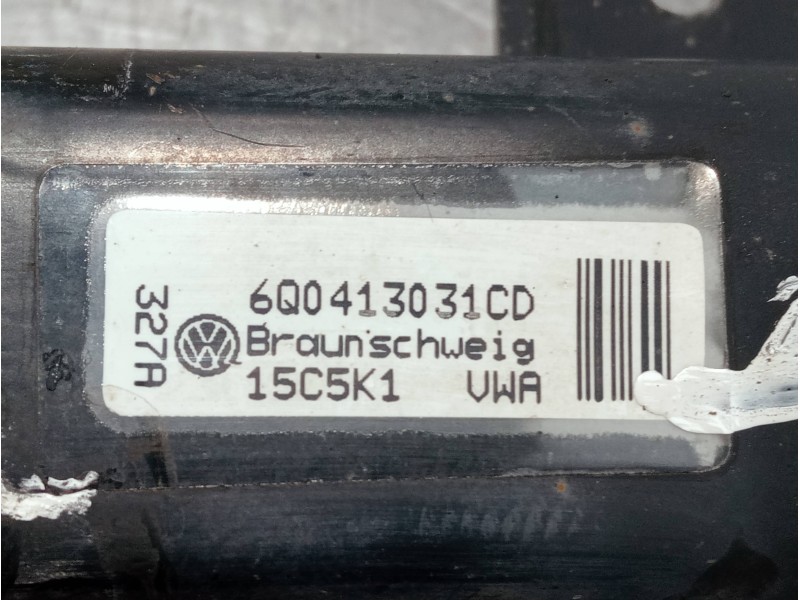 327A
6Q0413031CD
Braunschweig
15C5K1 VWA